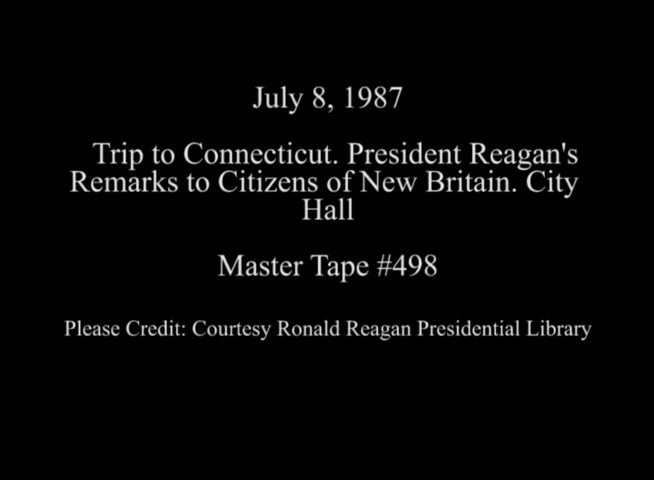 July 8, 1987
Trip to Connecticut. President Reagan's
Remarks to Citizens of New Britain. City
Hall
Master Tape #498
Please Credit: Courtesy Ronald Reagan Presidential Library